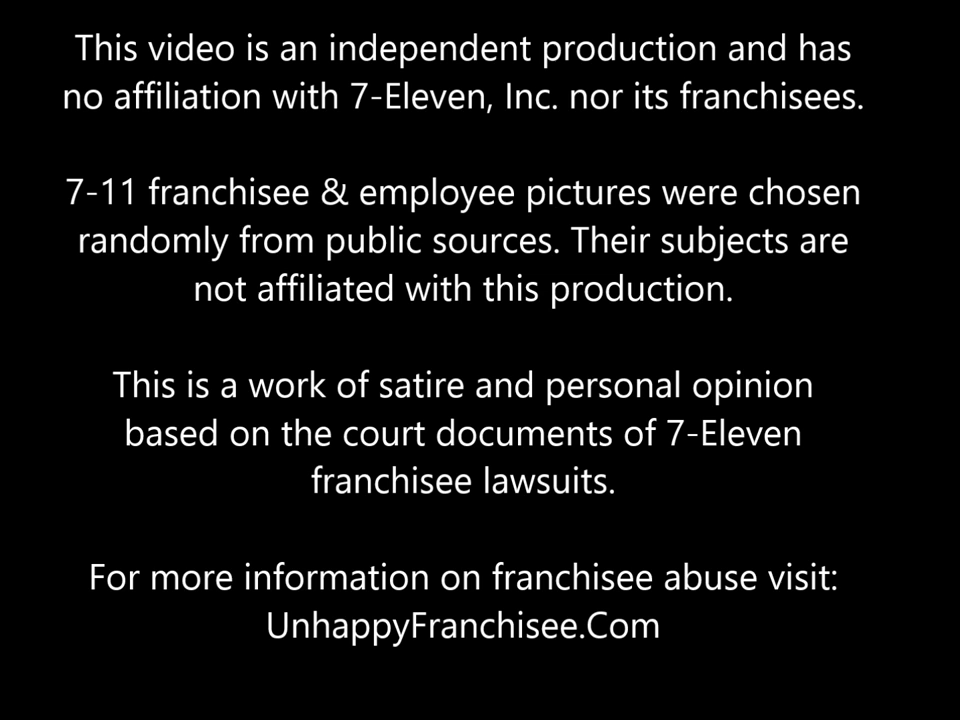 This video is an independent production and has
no affiliation with 7-Eleven, Inc. nor its franchisees.
7-11 franchisee & employee pictures were chosen
randomly from public sources. Their subjects are
not affiliated with this production.
This is a work of satire and personal opinion
based on the court documents of 7-Eleven
franchisee lawsuits.
For more information on franchisee abuse visit:
UnhappyFranchisee.Com